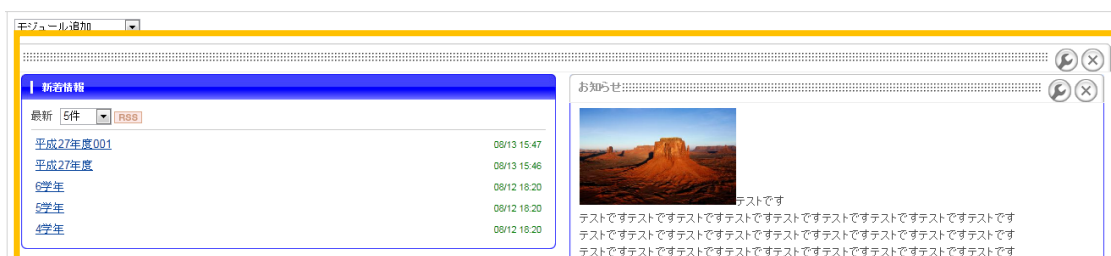 モジュール追加
新着情報
最新 5件 RSS
平成27年度001 08/13 15:47
平成27年度 08/13 15:46
6学年 08/12 18:20
5学年 08/12 18:20
4学年 08/12 18:20
お知らせ
テストです
テストですテストですテストですテストですテストですテストですテストですテストです
テストですテストですテストですテストですテストですテストですテストですテストです
テストですテストですテストですテストですテストですテストですテストですテストです